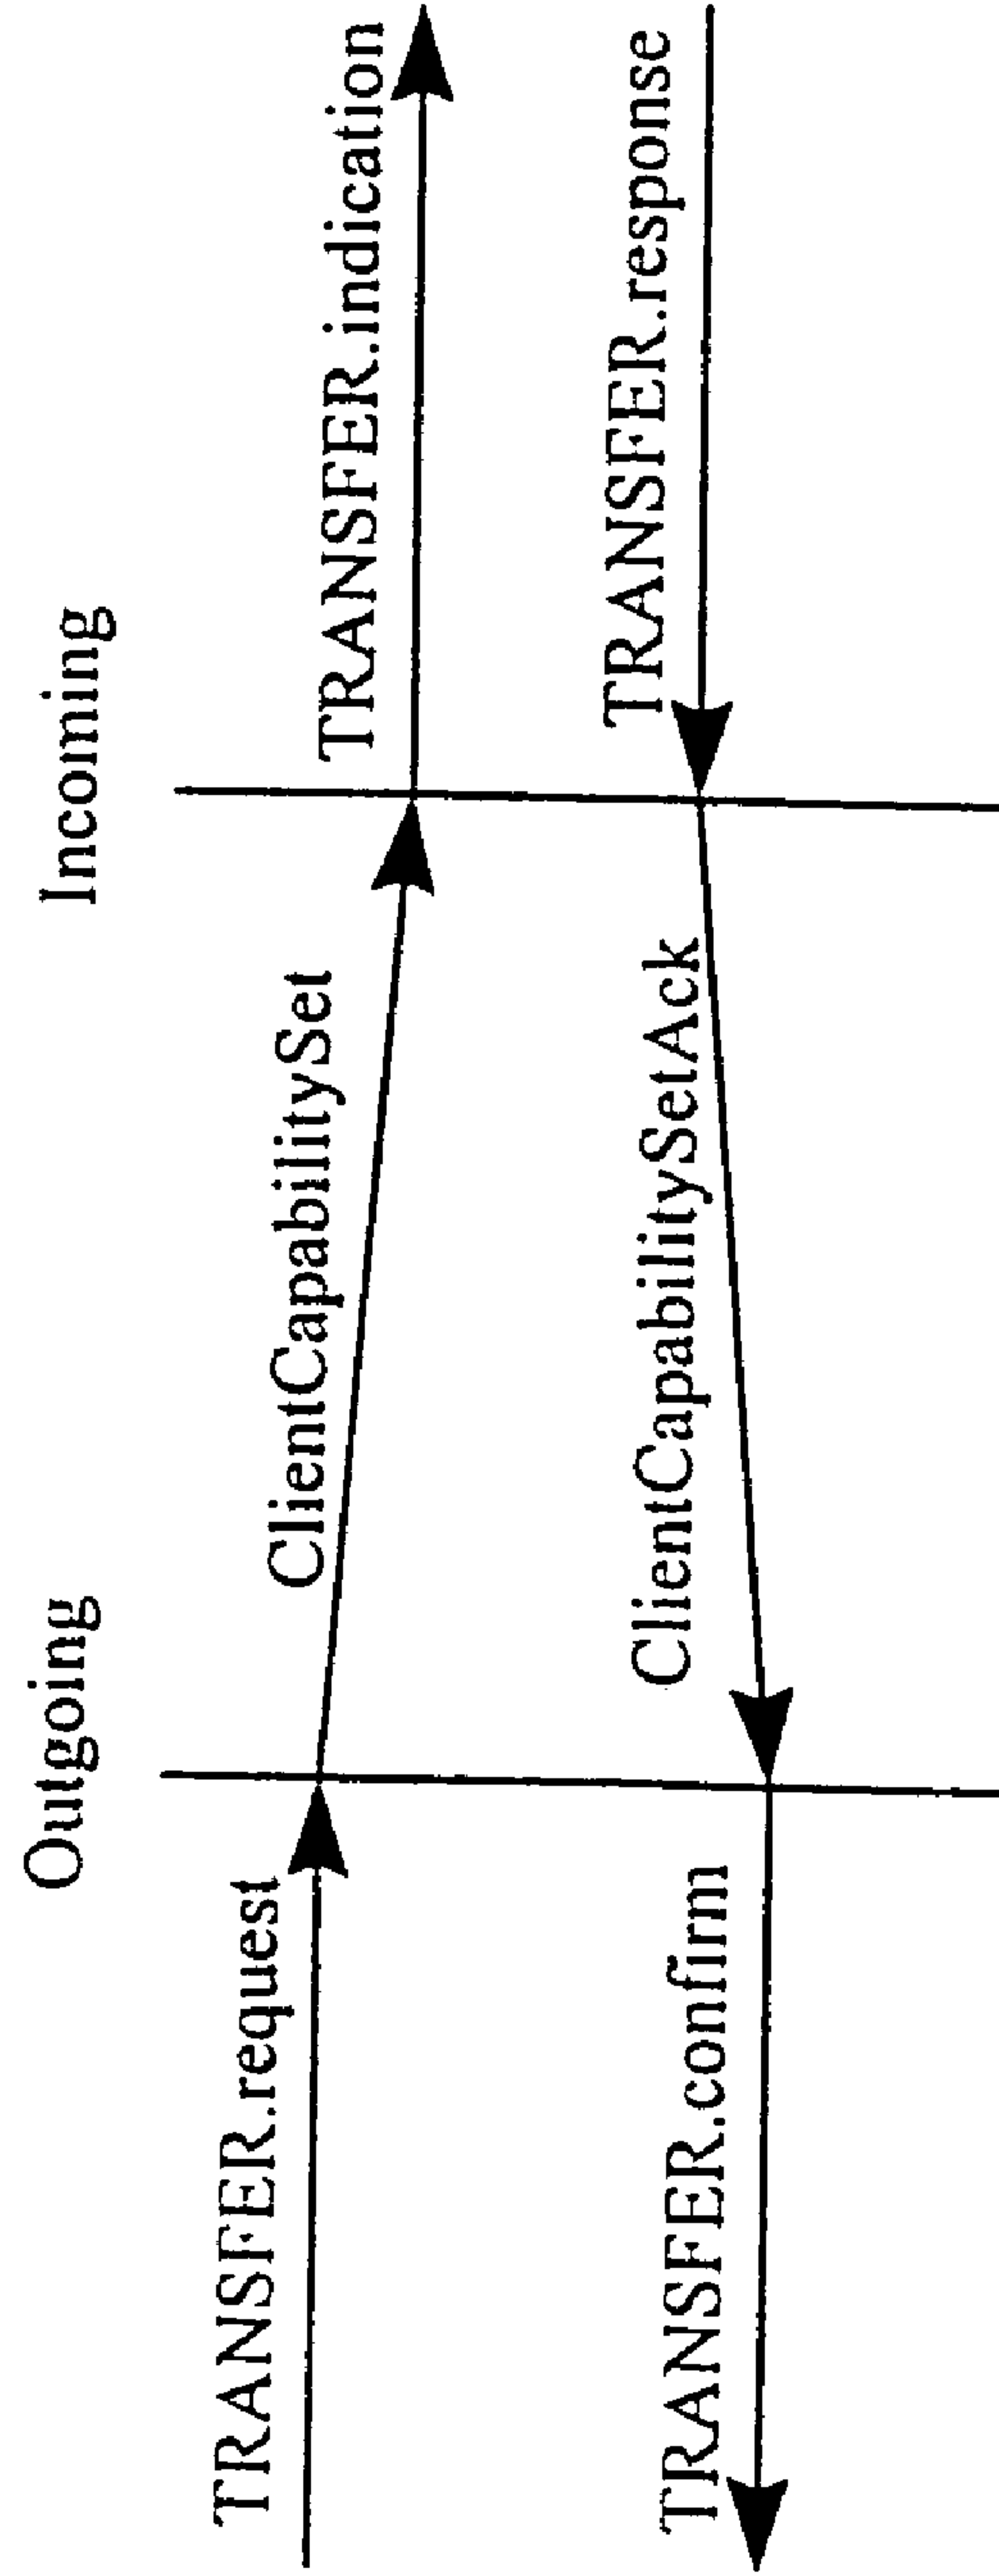 Outgoing
Incoming
TRANSFER.request
ClientCapabilitySet
TRANSFER.indication
TRANSFER.confirm
ClientCapabilitySetAck
TRANSFER.response